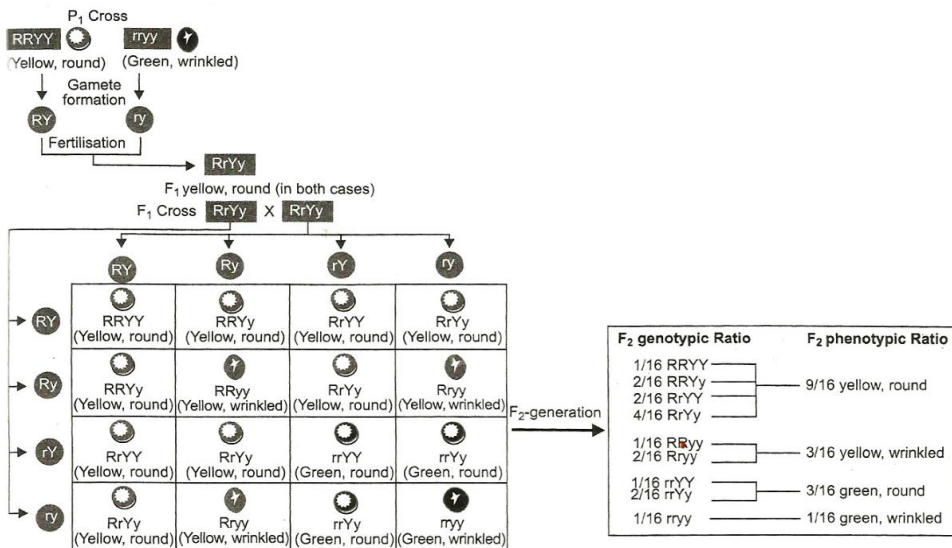 P1 Cross
RRYY
rryy
(Yellow, round)
(Green, wrinkled)
Gamete
formation
RY
ry
Fertilisation
RrYy
F1 yellow, round (in both cases)
F1 Cross RrYy X RrYy
RY Ry rY ry
RY
RRYY RRYy RrYY RrYy
(Yellow, round) (Yellow, round) (Yellow, round) (Yellow, round)
Ry
RRYy RRyy RrYy Rryy
(Yellow, round) (Yellow, wrinkled) (Yellow, round) (Yellow, wrinkled)
rY
RrYY RrYy rrYY rrYy
(Yellow, round) (Yellow, round) (Green, round) (Green, round)
ry
RrYy Rryy rrYy rryy
(Yellow, round) (Yellow, wrinkled) (Green, round) (Green, wrinkled)
F2-generation
F2 genotypic Ratio F2 phenotypic Ratio
1/16 RRYY
2/16 RRYy
2/16 RrYY
4/16 RrYy
9/16 yellow, round
1/16 RRyy
2/16 Rryy
3/16 yellow, wrinkled
1/16 rrYY
2/16 rrYy
3/16 green, round
1/16 rryy
1/16 green, wrinkled